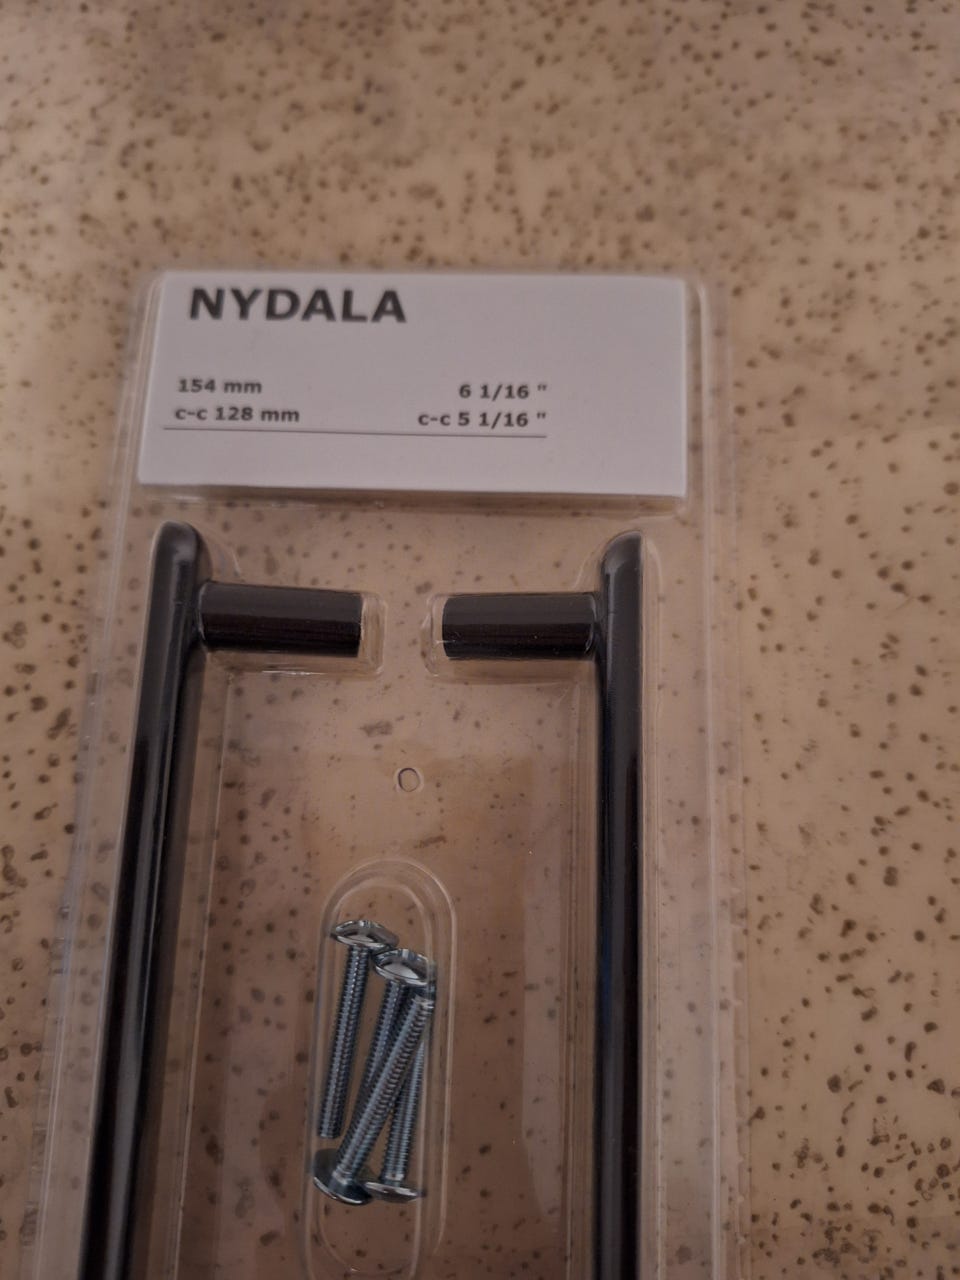 NYDALA
154 mm 6 1/16 "
c-c 128 mm c-c 5 1/16 "